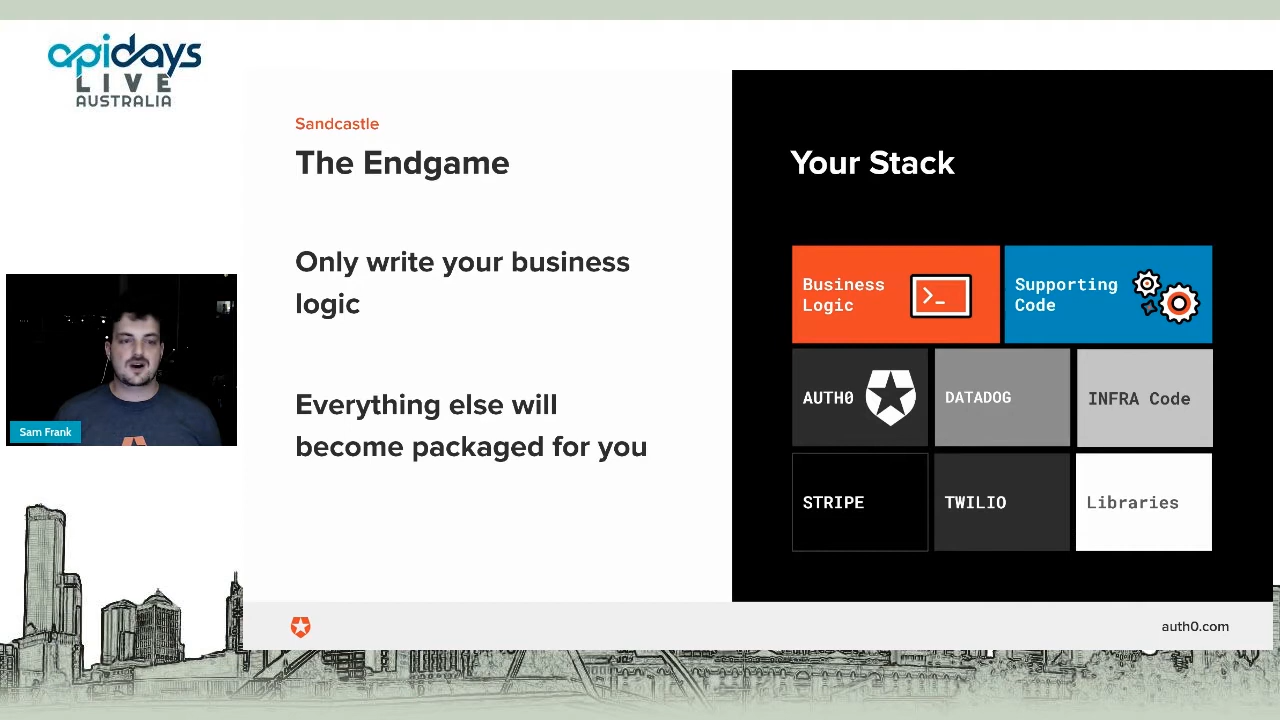 apidays
LIVE
AUSTRALIA
Sandcastle
The Endgame
Only write your business
logic
Everything else will
become packaged for you
Your Stack
Business
Logic
Supporting
Code
AUTH0
DATADOG
INFRA Code
STRIPE
TWILIO
Libraries
Sam Frank
auth0.com